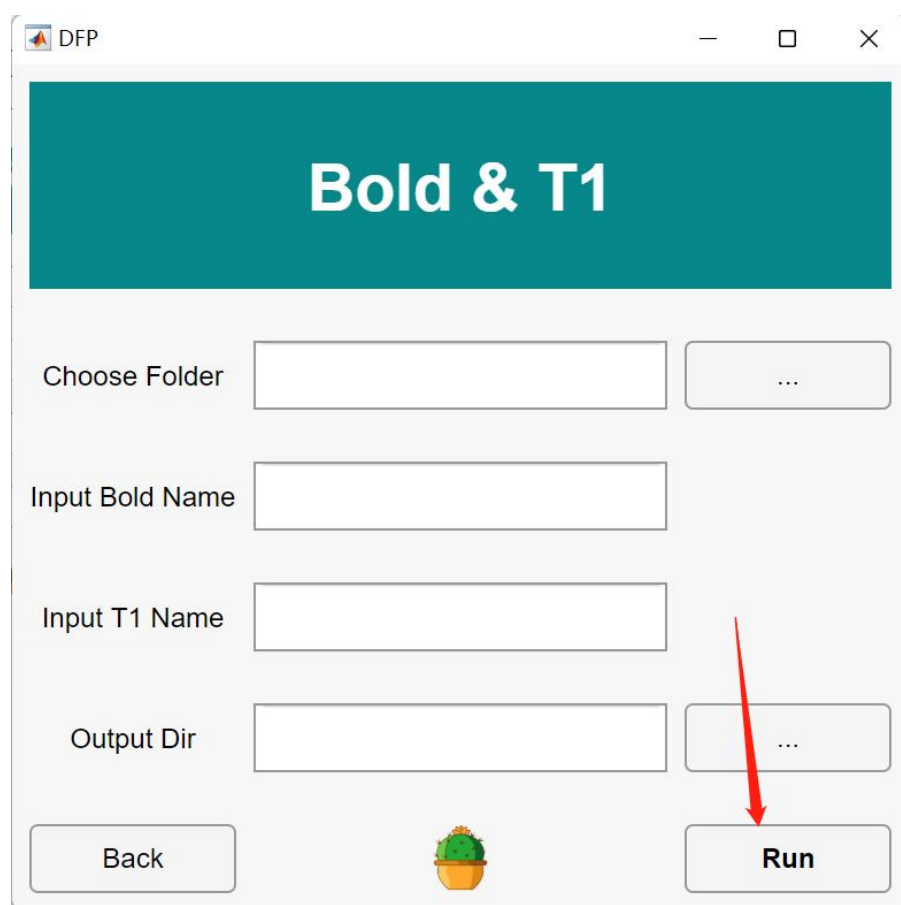 DFP
Bold & T1
Choose Folder
...
Input Bold Name
Input T1 Name
Output Dir
...
Back
Run